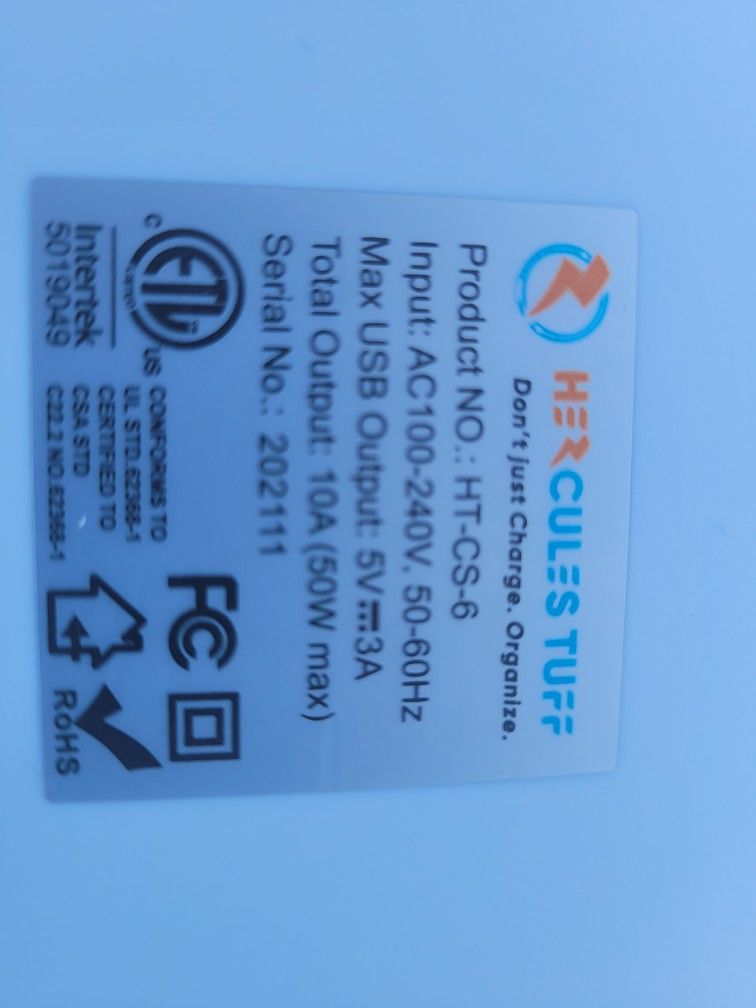 HERCULES TUFF
Don't just Charge. Organize.
Product NO.: HT-CS-6
Input: AC100-240V. 50-60Hz
Max USB Output: 5V⎓3A
Total Output: 10A (50W max)
Serial No.: 202111
C ETL US
Intertek
5019049
CONFORMS TO
UL STD.62368-1
CERTIFIED TO
CSA STD
C22.2 NO.62368-1
FC
RoHS